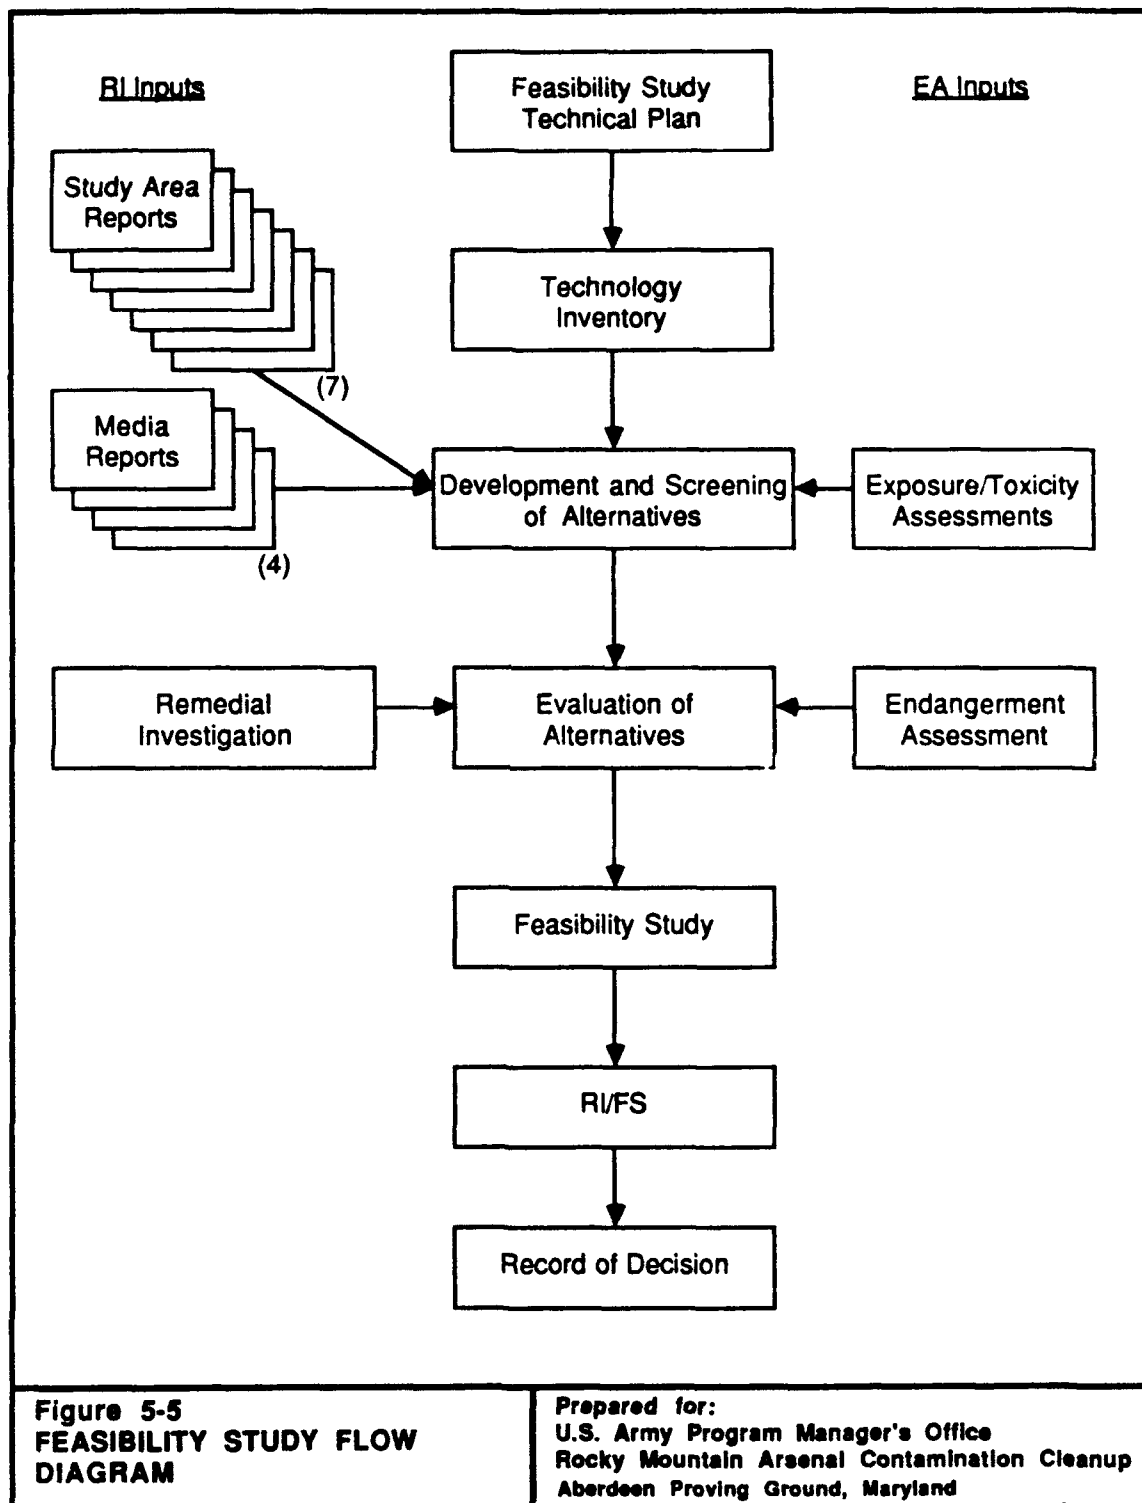 RI Inputs
Feasibility Study
Technical Plan
EA Inputs
Study Area
Reports
(7)
Technology
Inventory
Media
Reports
(4)
Development and Screening
of Alternatives
Exposure/Toxicity
Assessments
Remedial
Investigation
Evaluation of
Alternatives
Endangerment
Assessment
Feasibility Study
RI/FS
Record of Decision
Figure 5-5
FEASIBILITY STUDY FLOW
DIAGRAM
Prepared for:
U.S. Army Program Manager's Office
Rocky Mountain Arsenal Contamination Cleanup
Aberdeen Proving Ground, Maryland